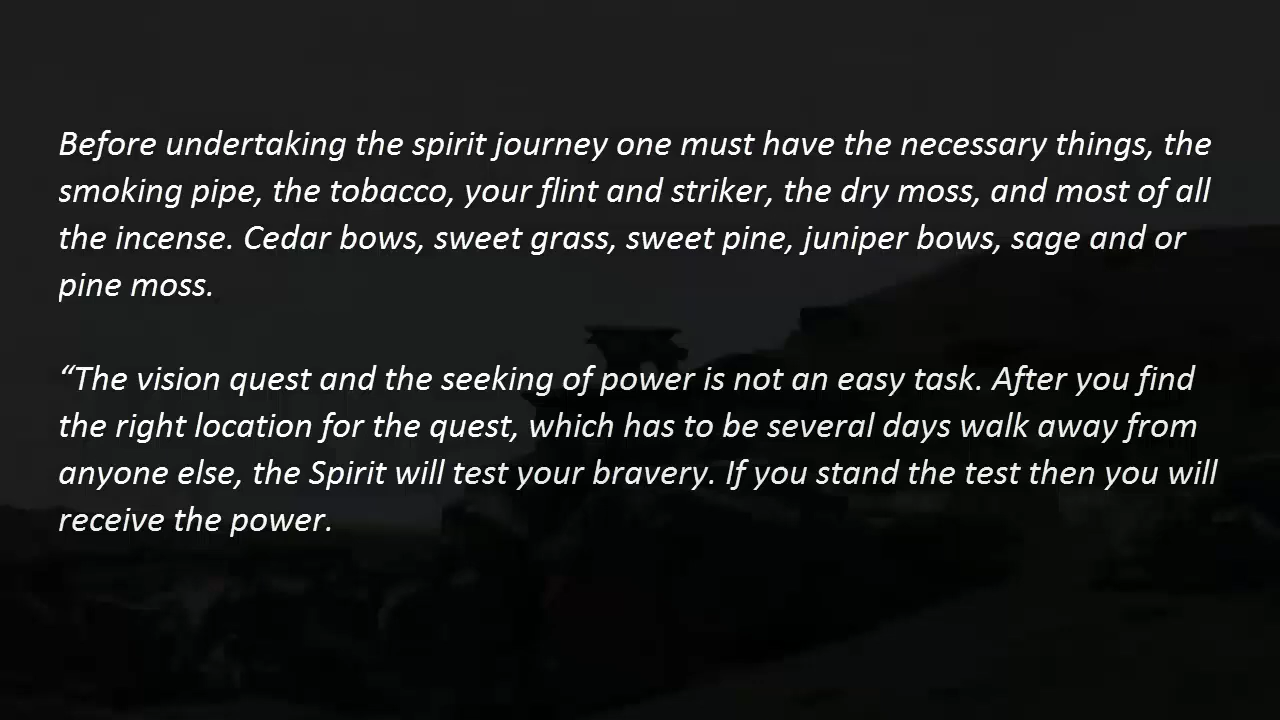 Before undertaking the spirit journey one must have the necessary things, the
smoking pipe, the tobacco, your flint and striker, the dry moss, and most of all
the incense. Cedar bows, sweet grass, sweet pine, juniper bows, sage and or
pine moss.
“The vision quest and the seeking of power is not an easy task. After you find
the right location for the quest, which has to be several days walk away from
anyone else, the Spirit will test your bravery. If you stand the test then you will
receive the power.